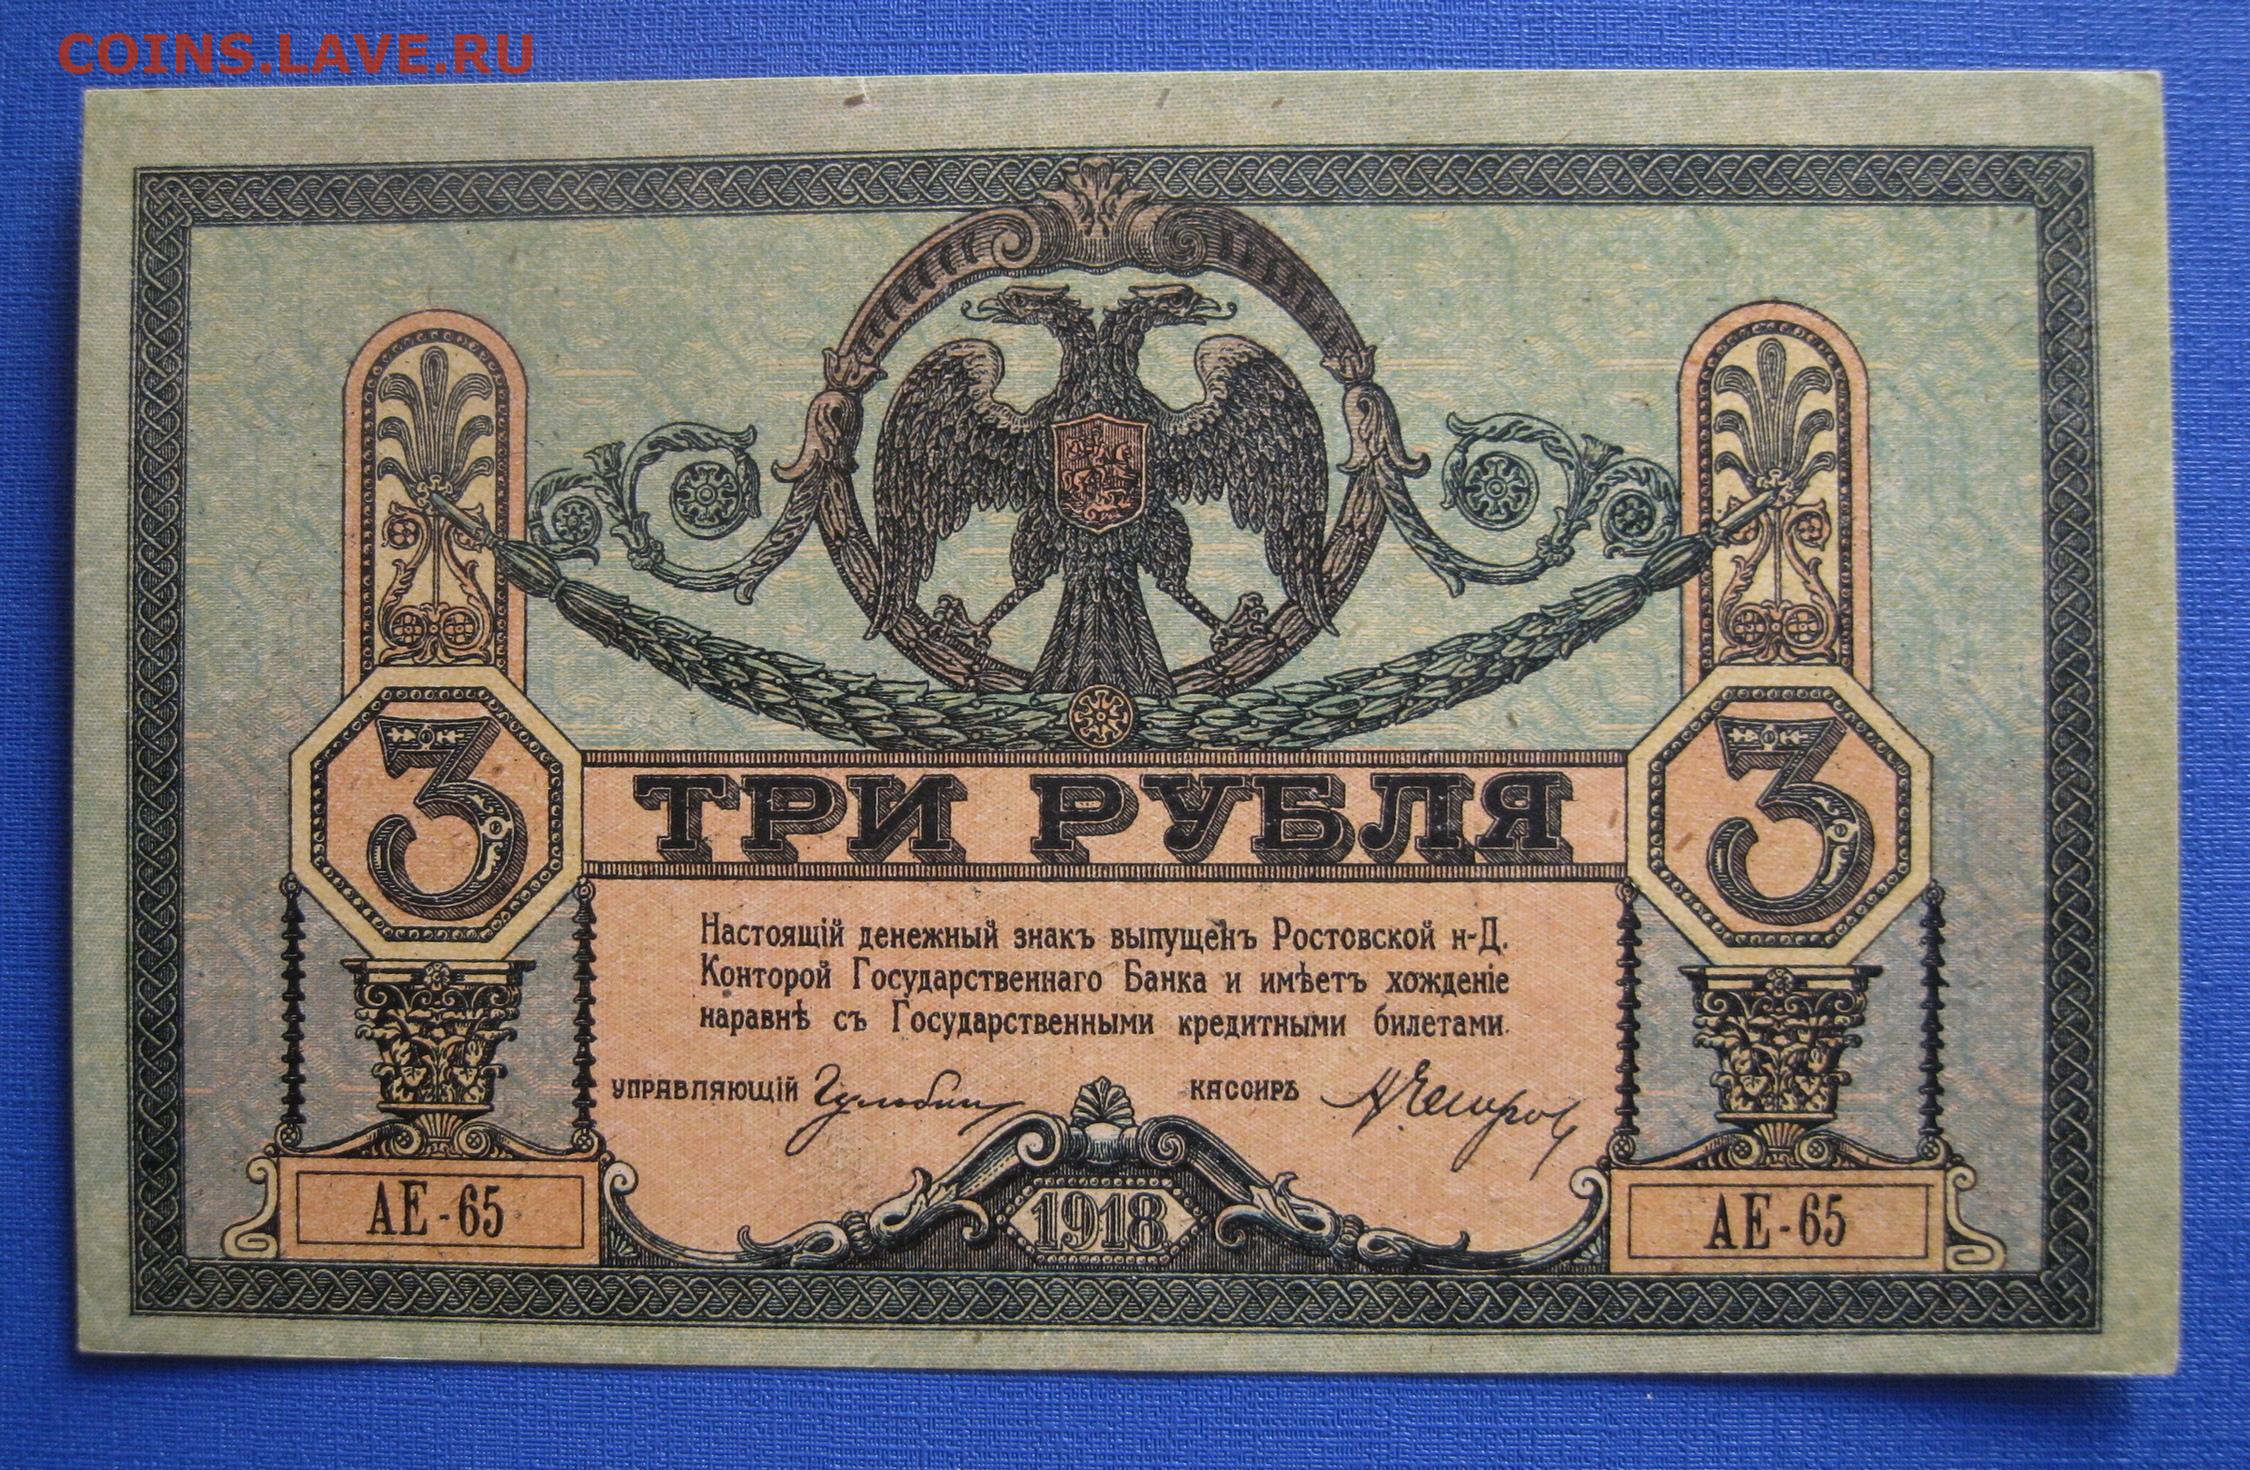 COINS.LAVE.RU
3 ТРИ РУБЛЯ 3
Настоящій денежный знакъ выпущенъ Ростовской н-Д.
Конторой Государственнаго Банка и имѣетъ хожденіе
наравнѣ съ Государственными кредитными билетами.
УПРАВЛЯЮЩІЙ КАССИРЪ
АЕ-65 1918 АЕ-65